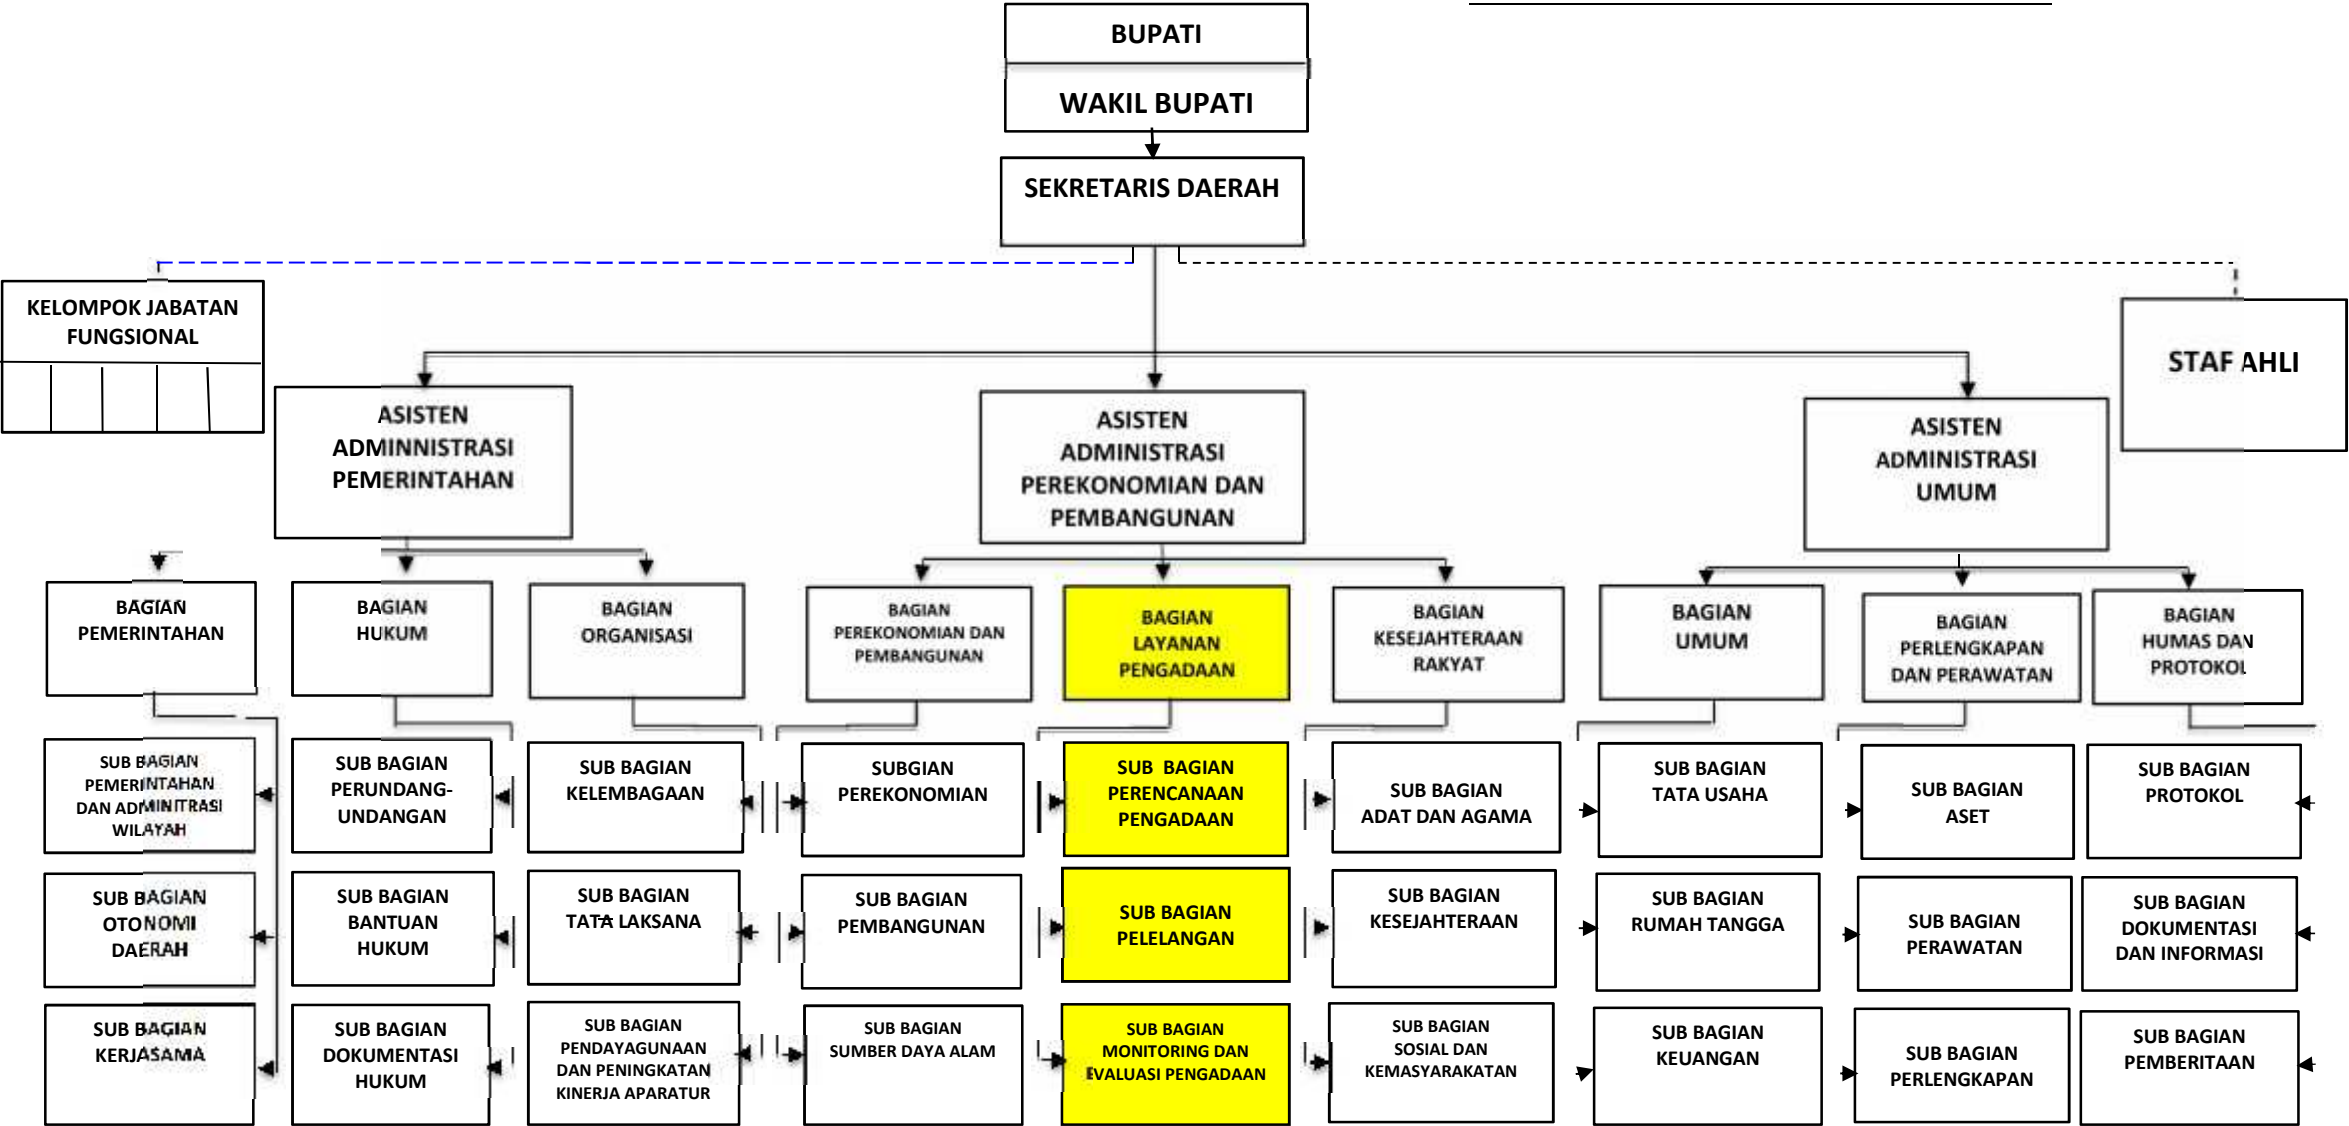 BUPATI
WAKIL BUPATI
SEKRETARIS DAERAH
KELOMPOK JABATAN
FUNGSIONAL
STAF AHLI
ASISTEN
ADMINNISTRASI
PEMERINTAHAN
ASISTEN
ADMINISTRASI
PEREKONOMIAN DAN
PEMBANGUNAN
ASISTEN
ADMINISTRASI
UMUM
BAGIAN
PEMERINTAHAN
BAGIAN
HUKUM
BAGIAN
ORGANISASI
BAGIAN
PEREKONOMIAN DAN
PEMBANGUNAN
BAGIAN
LAYANAN
PENGADAAN
BAGIAN
KESEJAHTERAAN
RAKYAT
BAGIAN
UMUM
BAGIAN
PERLENGKAPAN
DAN PERAWATAN
BAGIAN
HUMAS DAN
PROTOKOL
SUB BAGIAN
PEMERINTAHAN
DAN ADMINITRASI
WILAYAH
SUB BAGIAN
PERUNDANG-
UNDANGAN
SUB BAGIAN
KELEMBAGAAN
SUBGIAN
PEREKONOMIAN
SUB BAGIAN
PERENCANAAN
PENGADAAN
SUB BAGIAN
ADAT DAN AGAMA
SUB BAGIAN
TATA USAHA
SUB BAGIAN
ASET
SUB BAGIAN
PROTOKOL
SUB BAGIAN
OTONOMI
DAERAH
SUB BAGIAN
BANTUAN
HUKUM
SUB BAGIAN
TATA LAKSANA
SUB BAGIAN
PEMBANGUNAN
SUB BAGIAN
PELELANGAN
SUB BAGIAN
KESEJAHTERAAN
SUB BAGIAN
RUMAH TANGGA
SUB BAGIAN
PERAWATAN
SUB BAGIAN
DOKUMENTASI
DAN INFORMASI
SUB BAGIAN
KERJASAMA
SUB BAGIAN
DOKUMENTASI
HUKUM
SUB BAGIAN
PENDAYAGUNAAN
DAN PENINGKATAN
KINERJA APARATUR
SUB BAGIAN
SUMBER DAYA ALAM
SUB BAGIAN
MONITORING DAN
EVALUASI PENGADAAN
SUB BAGIAN
SOSIAL DAN
KEMASYARAKATAN
SUB BAGIAN
KEUANGAN
SUB BAGIAN
PERLENGKAPAN
SUB BAGIAN
PEMBERITAAN